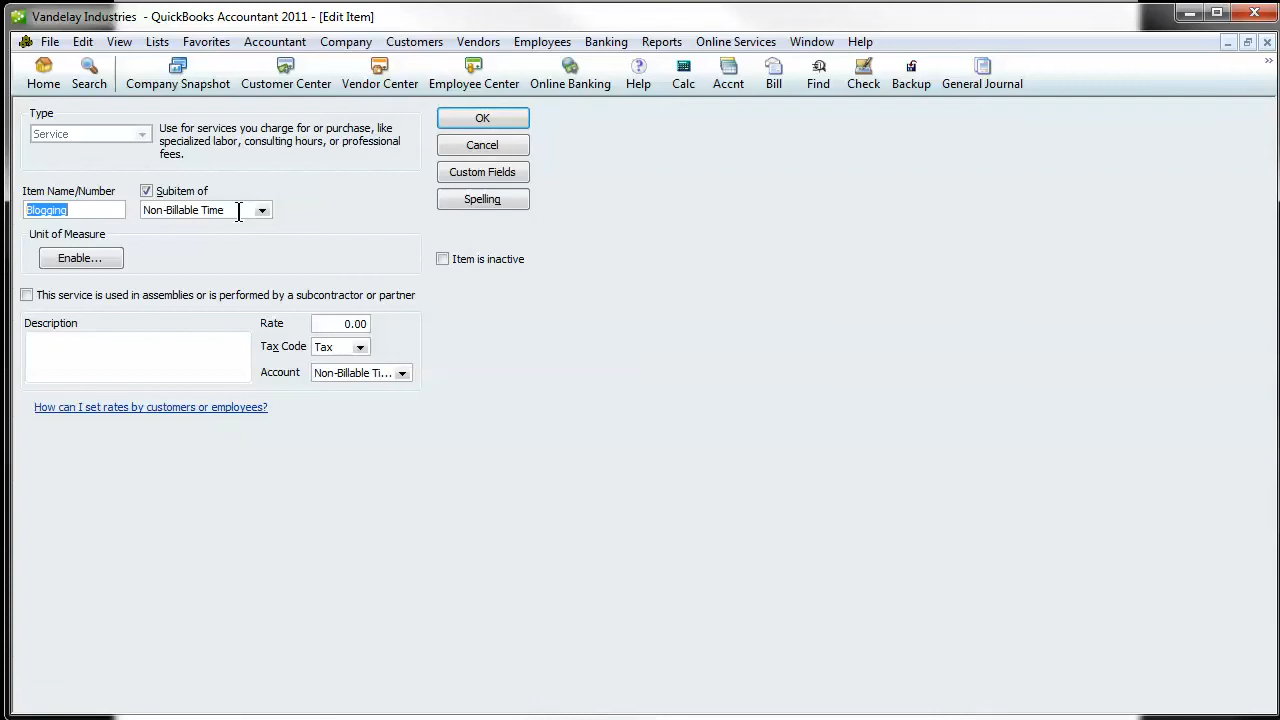 Vandelay Industries - QuickBooks Accountant 2011 - [Edit Item]
File Edit View Lists Favorites Accountant Company Customers Vendors Employees Banking Reports Online Services Window Help
Home Search Company Snapshot Customer Center Vendor Center Employee Center Online Banking Help Calc Accnt Bill Find Check Backup General Journal
Type
Service
Use for services you charge for or purchase, like
specialized labor, consulting hours, or professional
fees.
OK
Cancel
Custom Fields
Spelling
Item Name/Number
Subitem of
Blogging
Non-Billable Time
Unit of Measure
Enable...
Item is inactive
This service is used in assemblies or is performed by a subcontractor or partner
Description
Rate
0.00
Tax Code
Tax
Account
Non-Billable Ti...
How can I set rates by customers or employees?